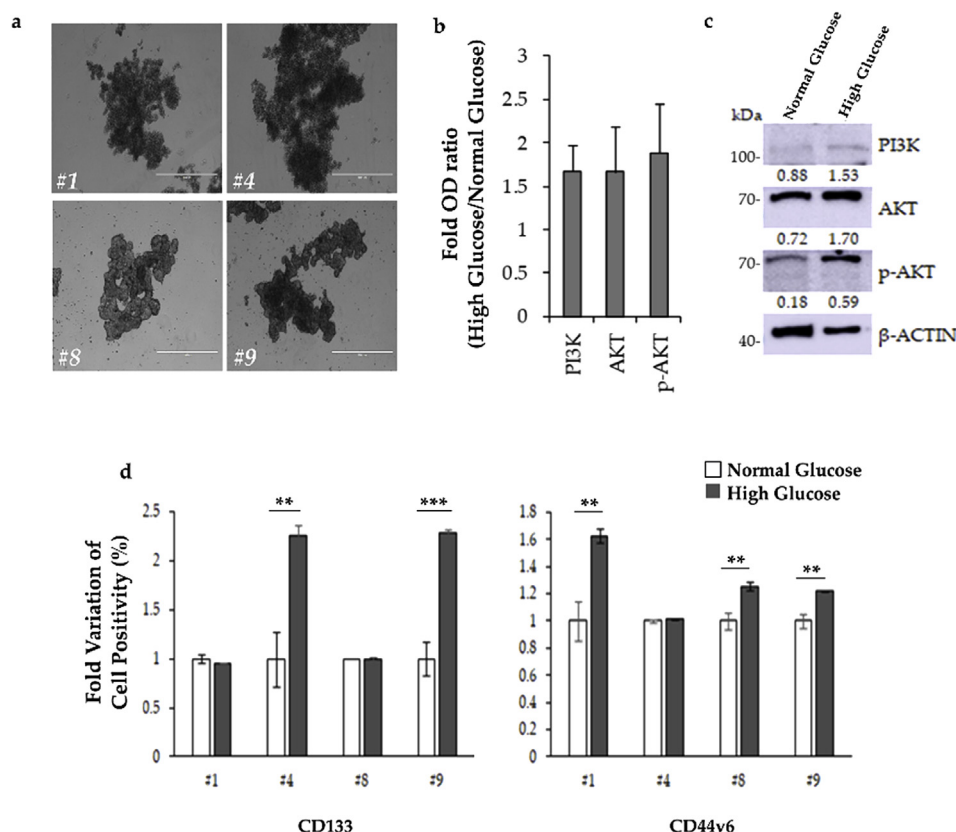 a
#1
#4
#8
#9
b
Fold OD ratio
(High Glucose/Normal Glucose)
3
2.5
2
1.5
1
0.5
0
PI3K
AKT
p-AKT
c
Normal Glucose
High Glucose
kDa
100-
PI3K
0.88 1.53
70-
AKT
0.72 1.70
70-
p-AKT
0.18 0.59
40-
β-ACTIN
d
Normal Glucose
High Glucose
Fold Variation of
Cell Positivity (%)
2.5
2
1.5
1
0.5
0
**
***
#1 #4 #8 #9
CD133
1.8
1.6
1.4
1.2
1
0.8
0.6
0.4
0.2
0
**
**
**
#1 #4 #8 #9
CD44v6